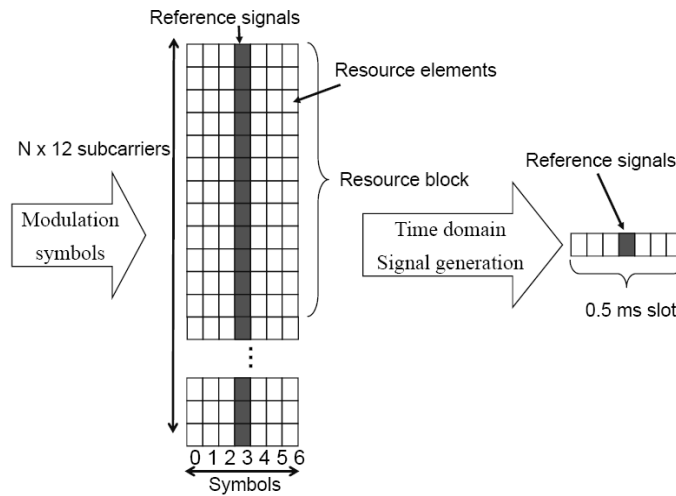 Reference signals
Resource elements
N x 12 subcarriers
Resource block
Reference signals
Modulation
symbols
Time domain
Signal generation
0.5 ms slot
0 1 2 3 4 5 6
Symbols